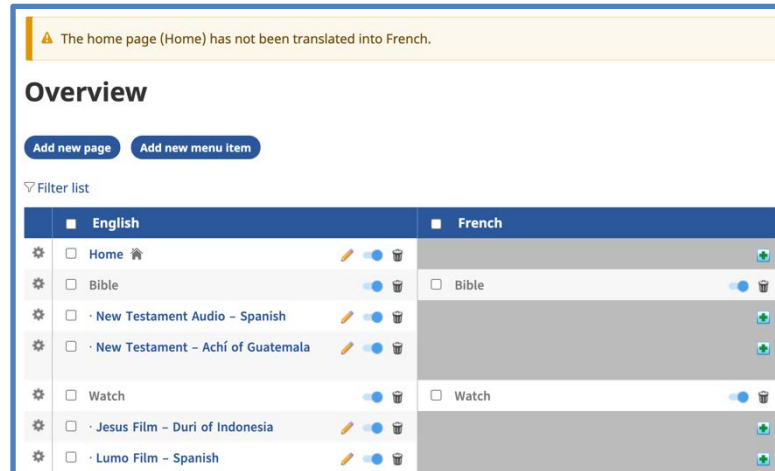 The home page (Home) has not been translated into French.
Overview
Add new page Add new menu item
Filter list
English French
Home
Bible Bible
· New Testament Audio – Spanish
· New Testament – Achí of Guatemala
Watch Watch
· Jesus Film – Duri of Indonesia
· Lumo Film – Spanish